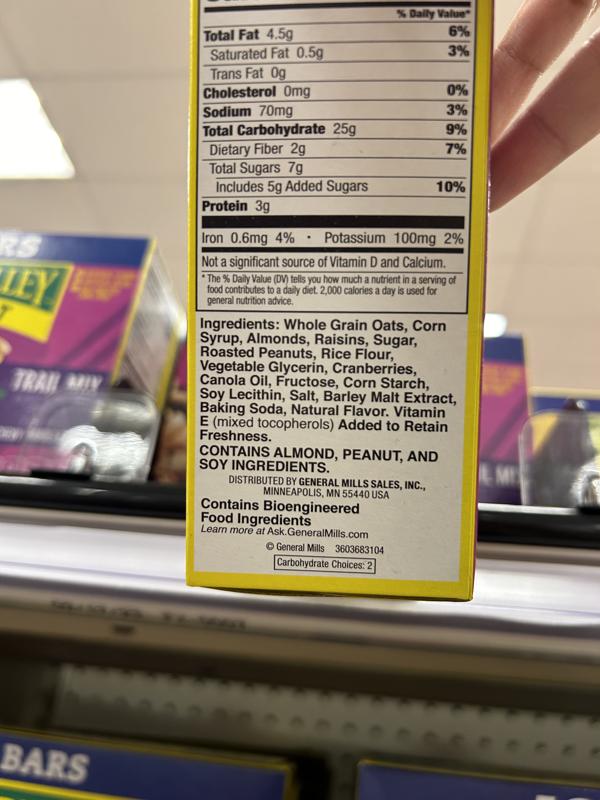 % Daily Value*
Total Fat 4.5g 6%
Saturated Fat 0.5g 3%
Trans Fat 0g
Cholesterol 0mg 0%
Sodium 70mg 3%
Total Carbohydrate 25g 9%
Dietary Fiber 2g 7%
Total Sugars 7g
Includes 5g Added Sugars 10%
Protein 3g
Iron 0.6mg 4% • Potassium 100mg 2%
Not a significant source of Vitamin D and Calcium.
* The % Daily Value (DV) tells you how much a nutrient in a serving of
food contributes to a daily diet. 2,000 calories a day is used for
general nutrition advice.
Ingredients: Whole Grain Oats, Corn
Syrup, Almonds, Raisins, Sugar,
Roasted Peanuts, Rice Flour,
Vegetable Glycerin, Cranberries,
Canola Oil, Fructose, Corn Starch,
Soy Lecithin, Salt, Barley Malt Extract,
Baking Soda, Natural Flavor. Vitamin
E (mixed tocopherols) Added to Retain
Freshness.
CONTAINS ALMOND, PEANUT, AND
SOY INGREDIENTS.
DISTRIBUTED BY GENERAL MILLS SALES, INC.,
MINNEAPOLIS, MN 55440 USA
Contains Bioengineered
Food Ingredients
Learn more at Ask.GeneralMills.com
© General Mills 3603683104
Carbohydrate Choices: 2
RS
LEY
TRAIL MIX
BARS